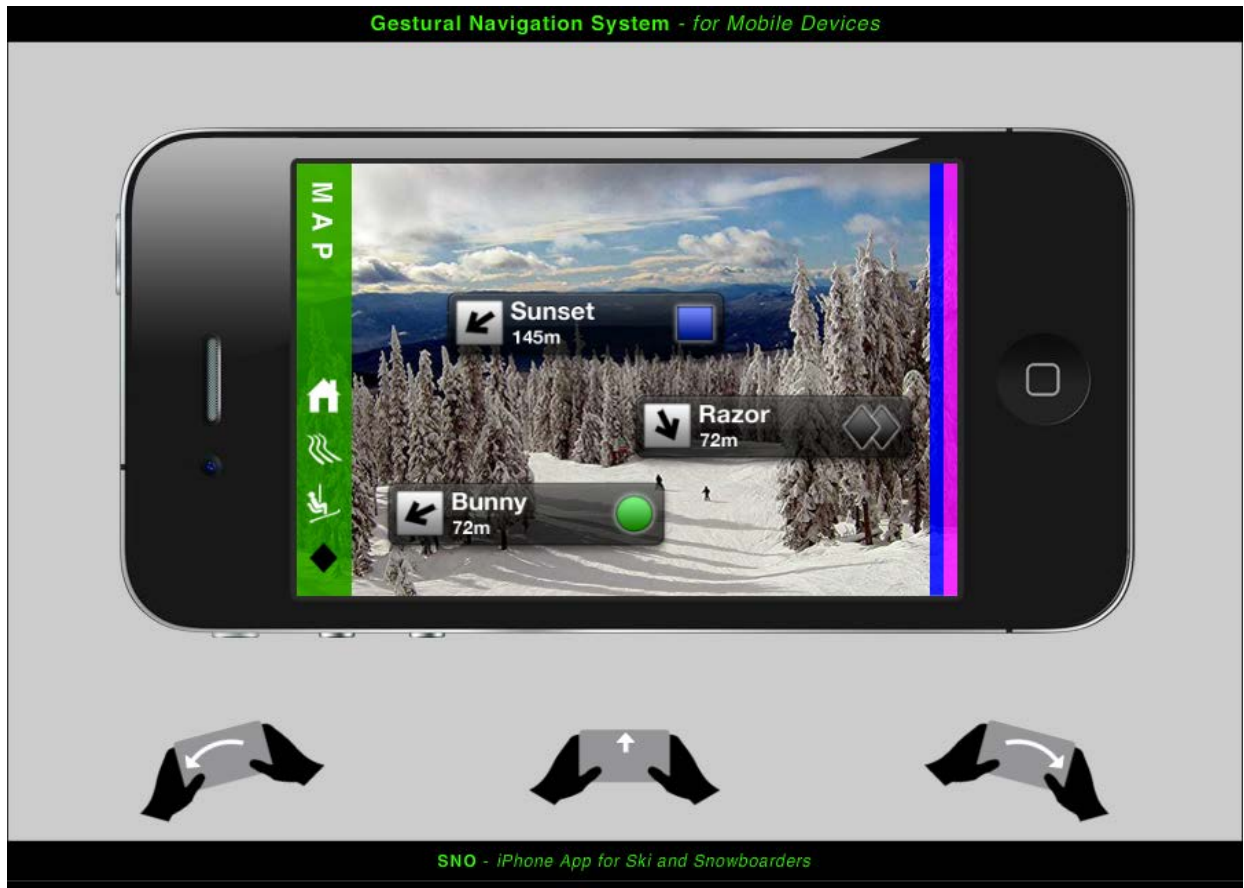 Gestural Navigation System - for Mobile Devices
MAP
Sunset
145m
Razor
72m
Bunny
72m
SNO - iPhone App for Ski and Snowboarders